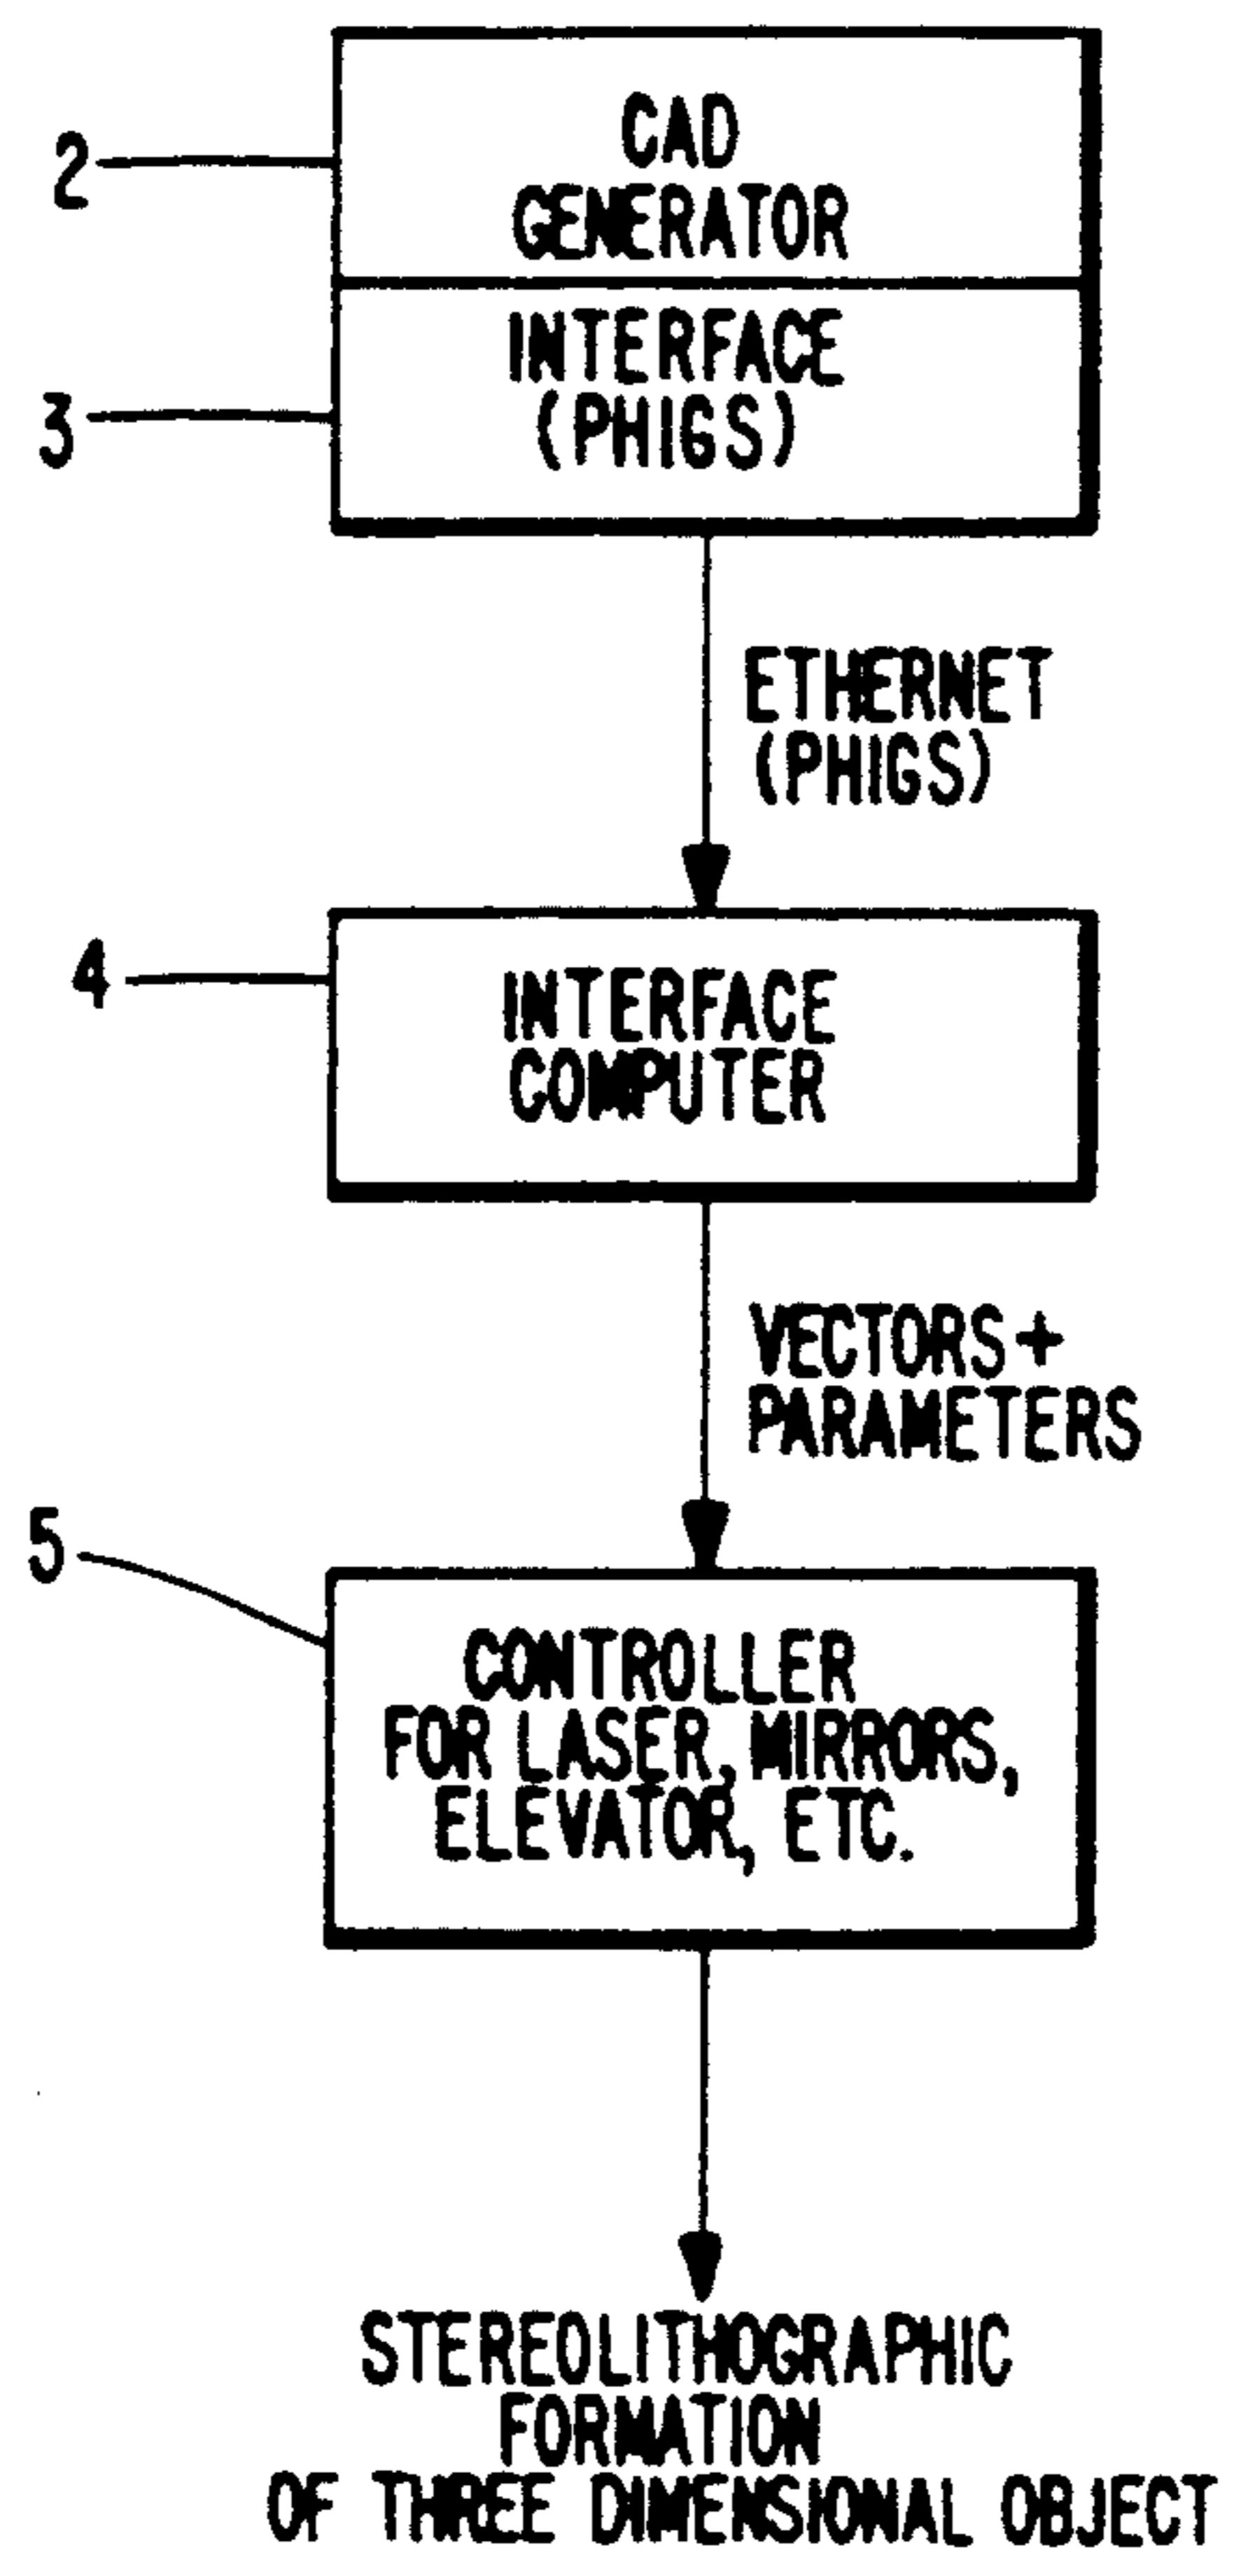 2
CAD
GENERATOR
3
INTERFACE
(PHIGS)
ETHERNET
(PHIGS)
4
INTERFACE
COMPUTER
VECTORS+
PARAMETERS
5
CONTROLLER
FOR LASER, MIRRORS,
ELEVATOR, ETC.
STEREOLITHOGRAPHIC
FORMATION
OF THREE DIMENSIONAL OBJECT